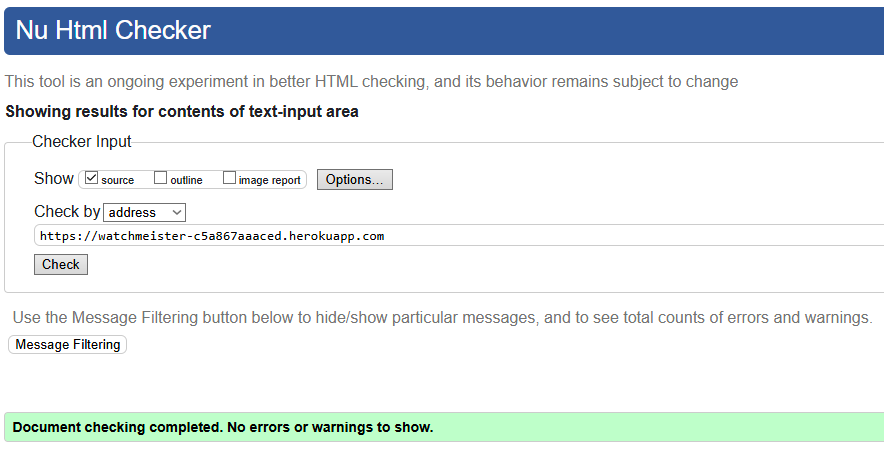 Nu Html Checker
This tool is an ongoing experiment in better HTML checking, and its behavior remains subject to change
Showing results for contents of text-input area
Checker Input
Show source outline image report Options...
Check by address
https://watchmeister-c5a867aaaced.herokuapp.com
Check
Use the Message Filtering button below to hide/show particular messages, and to see total counts of errors and warnings.
Message Filtering
Document checking completed. No errors or warnings to show.